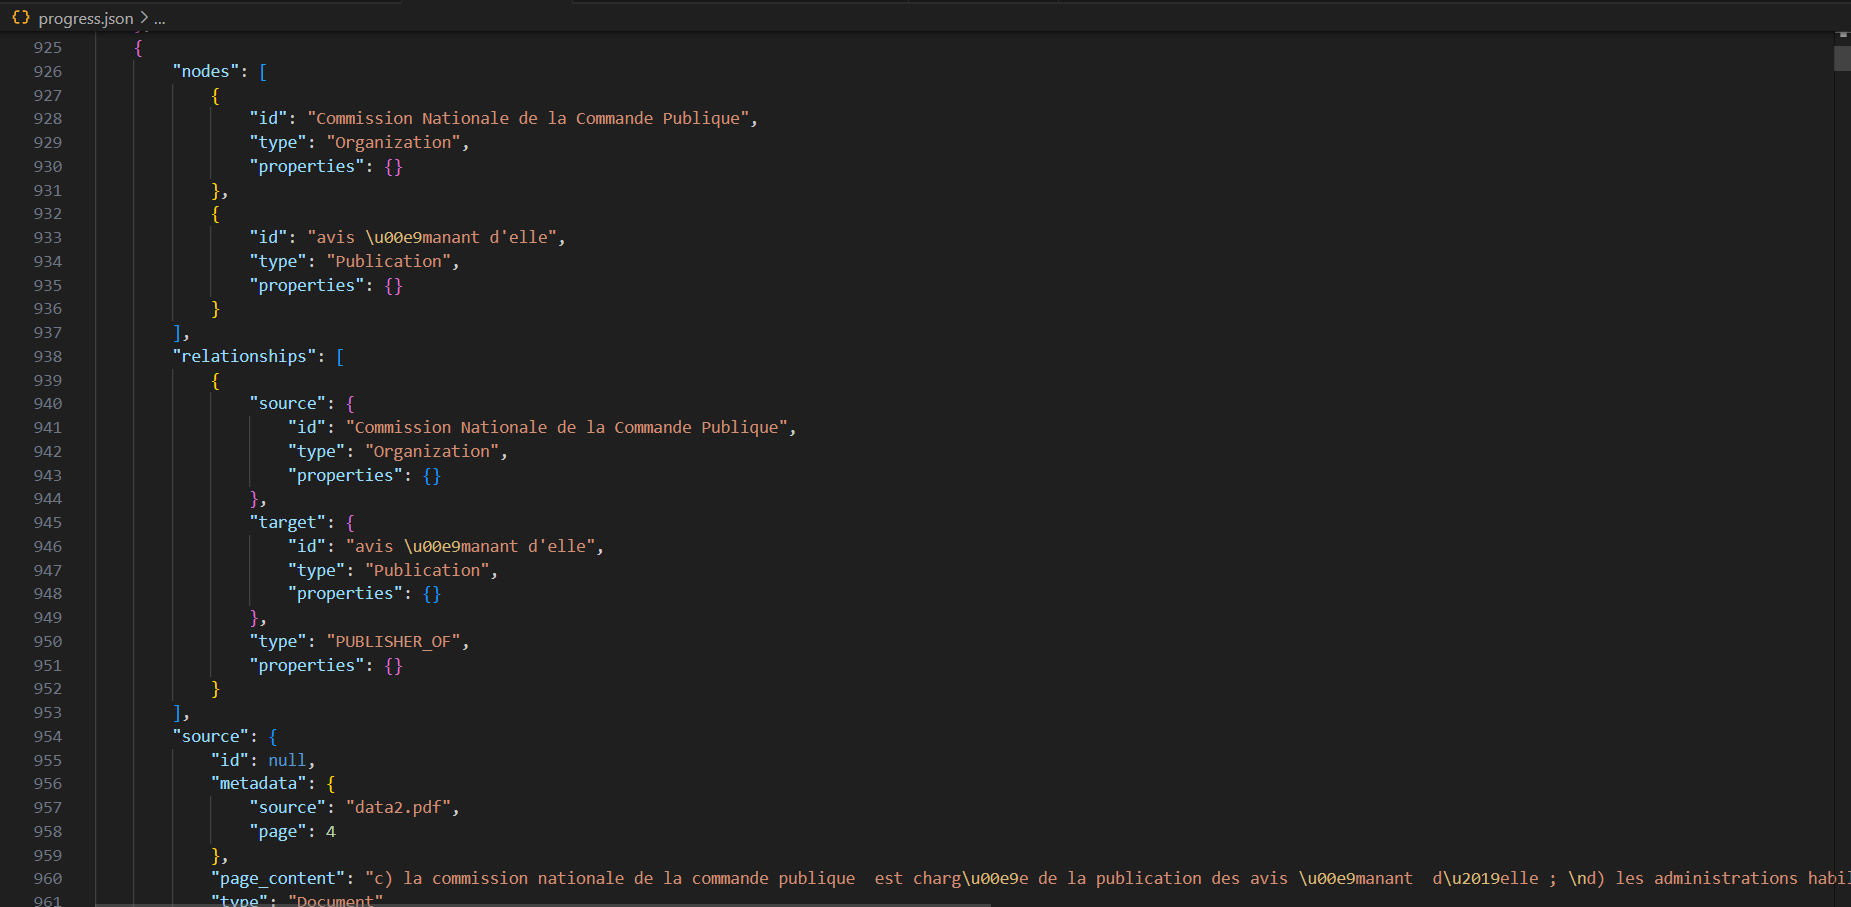 {} progress.json > ...
925 {
926 "nodes": [
927 {
928 "id": "Commission Nationale de la Commande Publique",
929 "type": "Organization",
930 "properties": {}
931 },
932 {
933 "id": "avis \u00e9manant d'elle",
934 "type": "Publication",
935 "properties": {}
936 }
937 ],
938 "relationships": [
939 {
940 "source": {
941 "id": "Commission Nationale de la Commande Publique",
942 "type": "Organization",
943 "properties": {}
944 },
945 "target": {
946 "id": "avis \u00e9manant d'elle",
947 "type": "Publication",
948 "properties": {}
949 },
950 "type": "PUBLISHER_OF",
951 "properties": {}
952 }
953 ],
954 "source": {
955 "id": null,
956 "metadata": {
957 "source": "data2.pdf",
958 "page": 4
959 },
960 "page_content": "c) la commission nationale de la commande publique  est charg\u00e9e de la publication des avis \u00e9manant  d\u2019elle ; \nd) les administrations habil
961 "type": "Document"